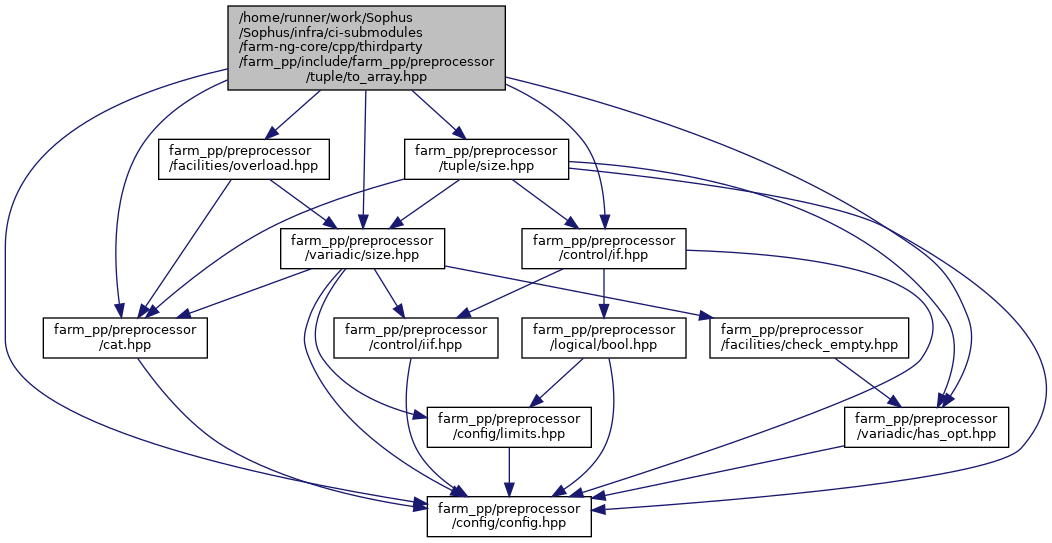 /home/runner/work/Sophus
/Sophus/infra/ci-submodules
/farm-ng-core/cpp/thirdparty
/farm_pp/include/farm_pp/preprocessor
/tuple/to_array.hpp
farm_pp/preprocessor
/facilities/overload.hpp
farm_pp/preprocessor
/tuple/size.hpp
farm_pp/preprocessor
/variadic/size.hpp
farm_pp/preprocessor
/control/if.hpp
farm_pp/preprocessor
/cat.hpp
farm_pp/preprocessor
/control/iif.hpp
farm_pp/preprocessor
/logical/bool.hpp
farm_pp/preprocessor
/facilities/check_empty.hpp
farm_pp/preprocessor
/config/limits.hpp
farm_pp/preprocessor
/variadic/has_opt.hpp
farm_pp/preprocessor
/config/config.hpp